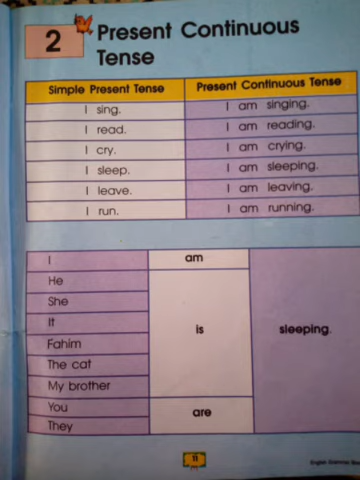 2
Present Continuous
Tense
Simple Present Tense Present Continuous Tense
I sing. I am singing.
I read. I am reading.
I cry. I am crying.
I sleep. I am sleeping.
I leave. I am leaving.
I run. I am running.
I am
He
She
It
is sleeping.
Fahim
The cat
My brother
You
are
They
11
English Grammar